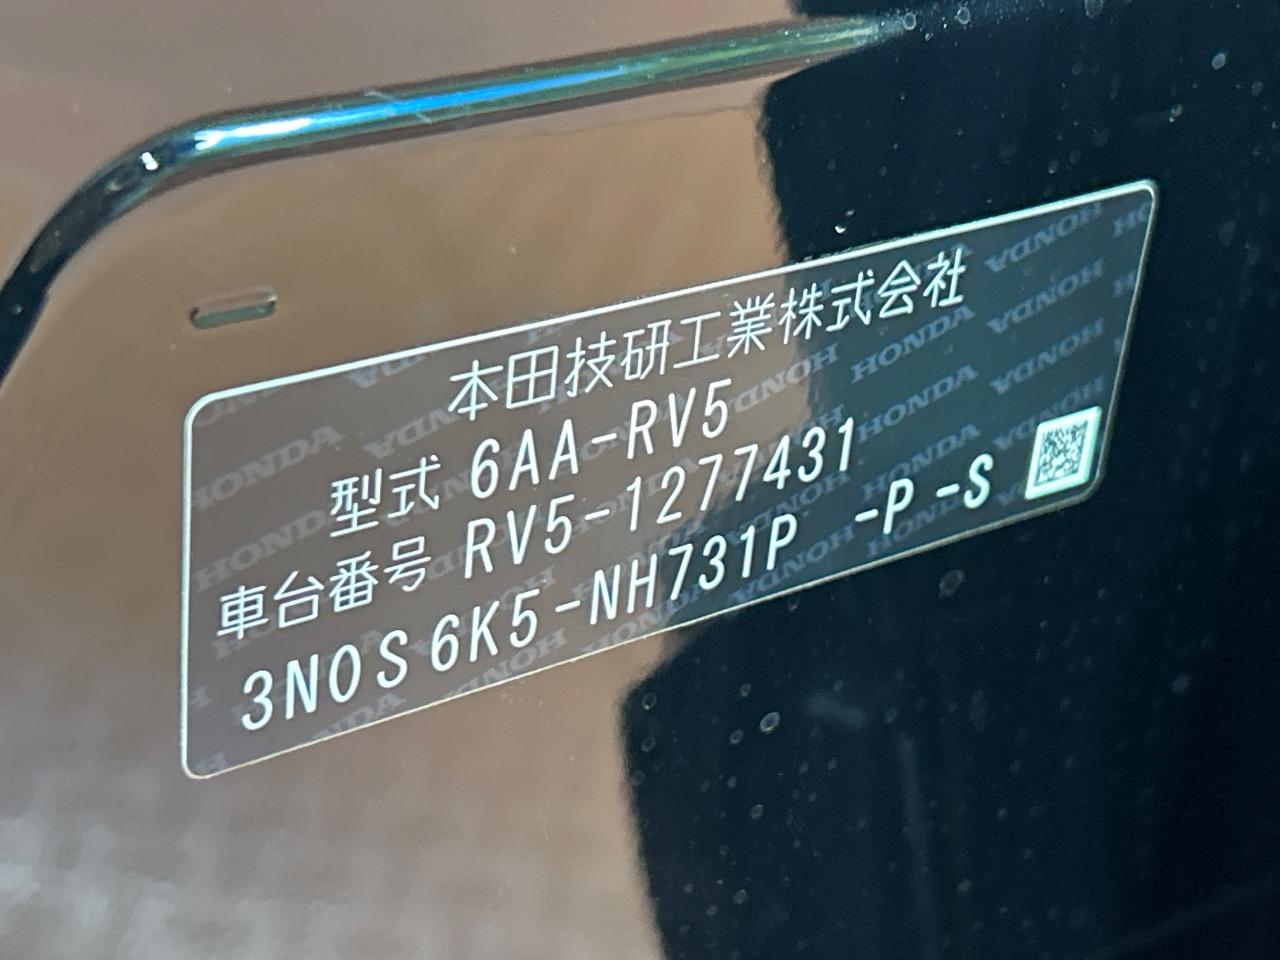 本田技研工業株式会社
型式 6AA-RV5
車台番号 RV5-1277431
3NOS 6K5-NH731P -P -S